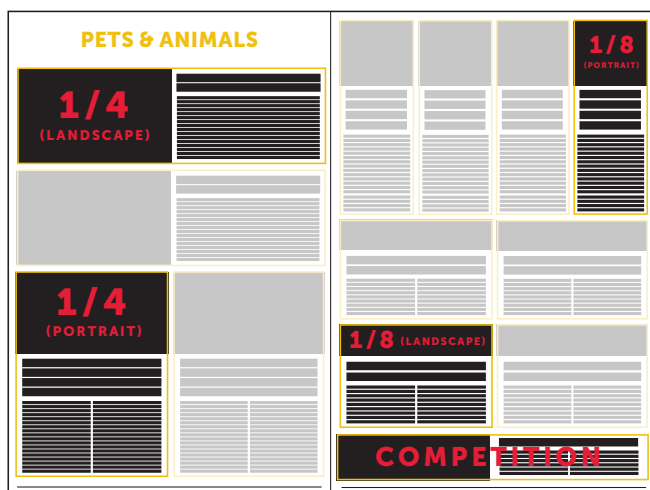 PETS & ANIMALS
1/4
(LANDSCAPE)
1/4
(PORTRAIT)
1/8
(PORTRAIT)
1/8 (LANDSCAPE)
COMPETITION